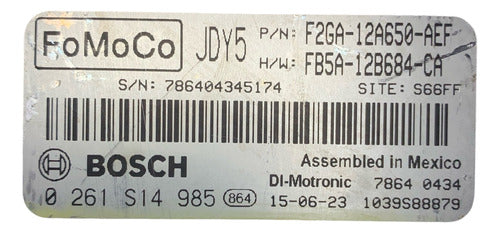 FoMoCo JDY5 P/N: F2GA-12A650-AEF
H/W: FB5A-12B684-CA
S/N: 786404345174 SITE: S66FF
BOSCH Assembled in Mexico
DI-Motronic 7864 0434
0 261 S14 985 864 15-06-23 1039S88879